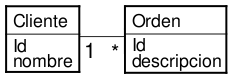 Cliente
Id
nombre
1 *
Orden
Id
descripcion